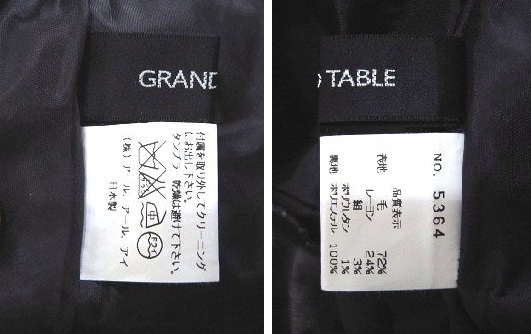 GRAND
付属を取り外してクリーニング
にお出し下さい。
タンブラ乾燥は避けて下さい。
(株)アール.アール.アイ
日本製
TABLE
NO. 5364
品質表示
表地 毛 72%
レーヨン 24%
絹 3%
ポリウレタン 1%
裏地 ポリエステル 100%